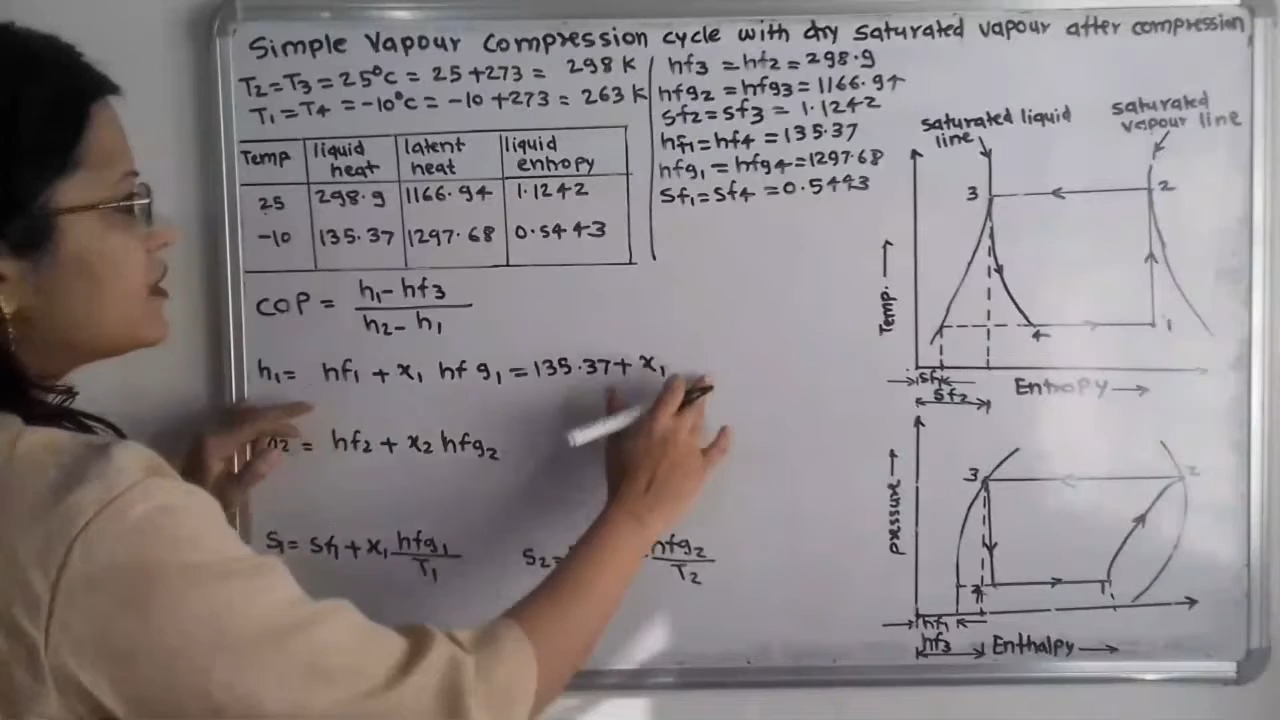 Simple Vapour Compression cycle with dry saturated vapour after compression
T2=T3 = 25°C = 25+273 = 298 K
T1=T4 = -10°C = -10 +273 = 263 K
hf3 = hf2 = 298.9
hfg2 = hfg3 = 1166.94
sf2 = sf3 = 1.1242
hf1 = hf4 = 135.37
hfg1 = hfg4 = 1297.68
sf1 = sf4 = 0.5443
Temp liquid heat latent heat liquid entropy
25 298.9 1166.94 1.1242
-10 135.37 1297.68 0.5443
COP = h1 - hf3 / h2 - h1
h1 = hf1 + x1 hfg1 = 135.37 + x1
h2 = hf2 + x2 hfg2
S1 = Sf1 + x1 hfg1 / T1
S2 = hfg2 / T2
saturated liquid line
saturated vapour line
3 2
4 1
Temp.
sf1
sf2
Entropy
3 2
1
Pressure
hf1
hf3
Enthalpy